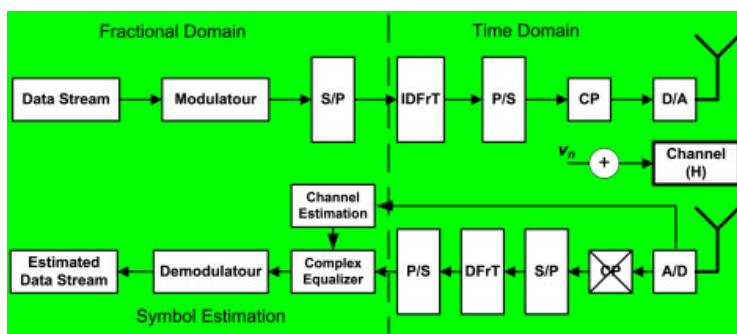 Fractional Domain
Time Domain
Data Stream
Modulatour
S/P
IDFrT
P/S
CP
D/A
vn
+
Channel
(H)
Channel
Estimation
Estimated
Data Stream
Demodulatour
Complex
Equalizer
P/S
DFrT
S/P
CP
A/D
Symbol Estimation